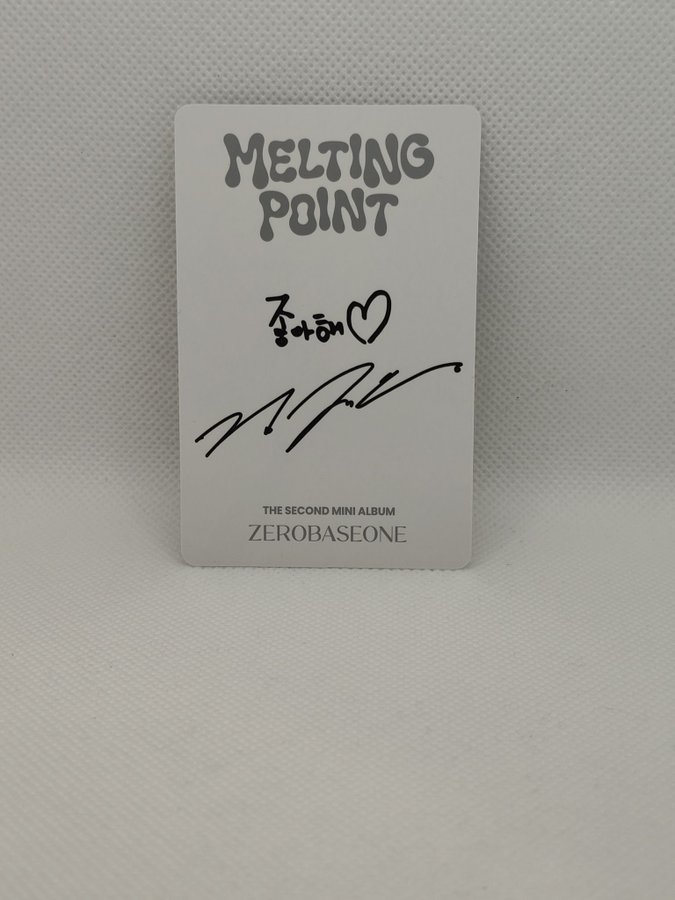 MELTING
POINT
좋아해♡
THE SECOND MINI ALBUM
ZEROBASEONE